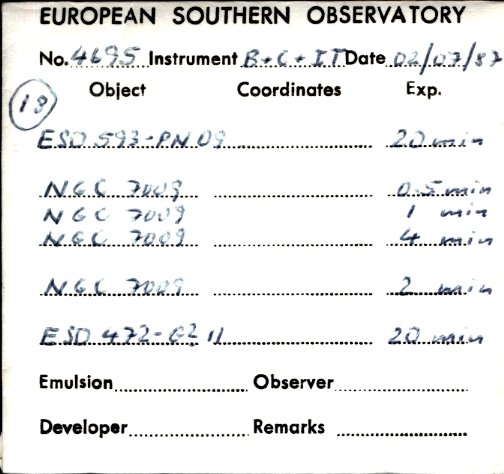 EUROPEAN SOUTHERN OBSERVATORY
No. 4695 Instrument B+C+IT Date 02/07/87
Object Coordinates Exp.
13
ESO 593-PN 09 20 min
NGC 7009 0.5 min
NGC 7009 1 min
NGC 7009 4 min
NGC 7009 2 min
ESO 472-G? 11 20 min
Emulsion Observer
Developer Remarks